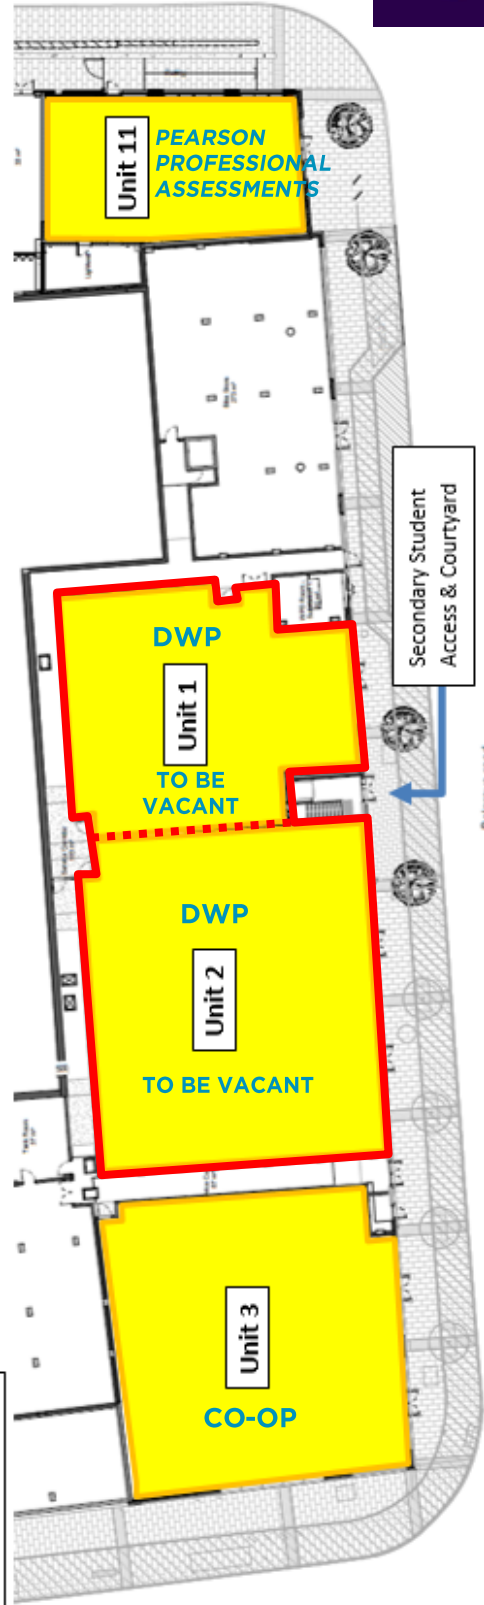 Unit 11
PEARSON
PROFESSIONAL
ASSESSMENTS
Secondary Student
Access & Courtyard
DWP
Unit 1
TO BE
VACANT
DWP
Unit 2
TO BE VACANT
Unit 3
CO-OP